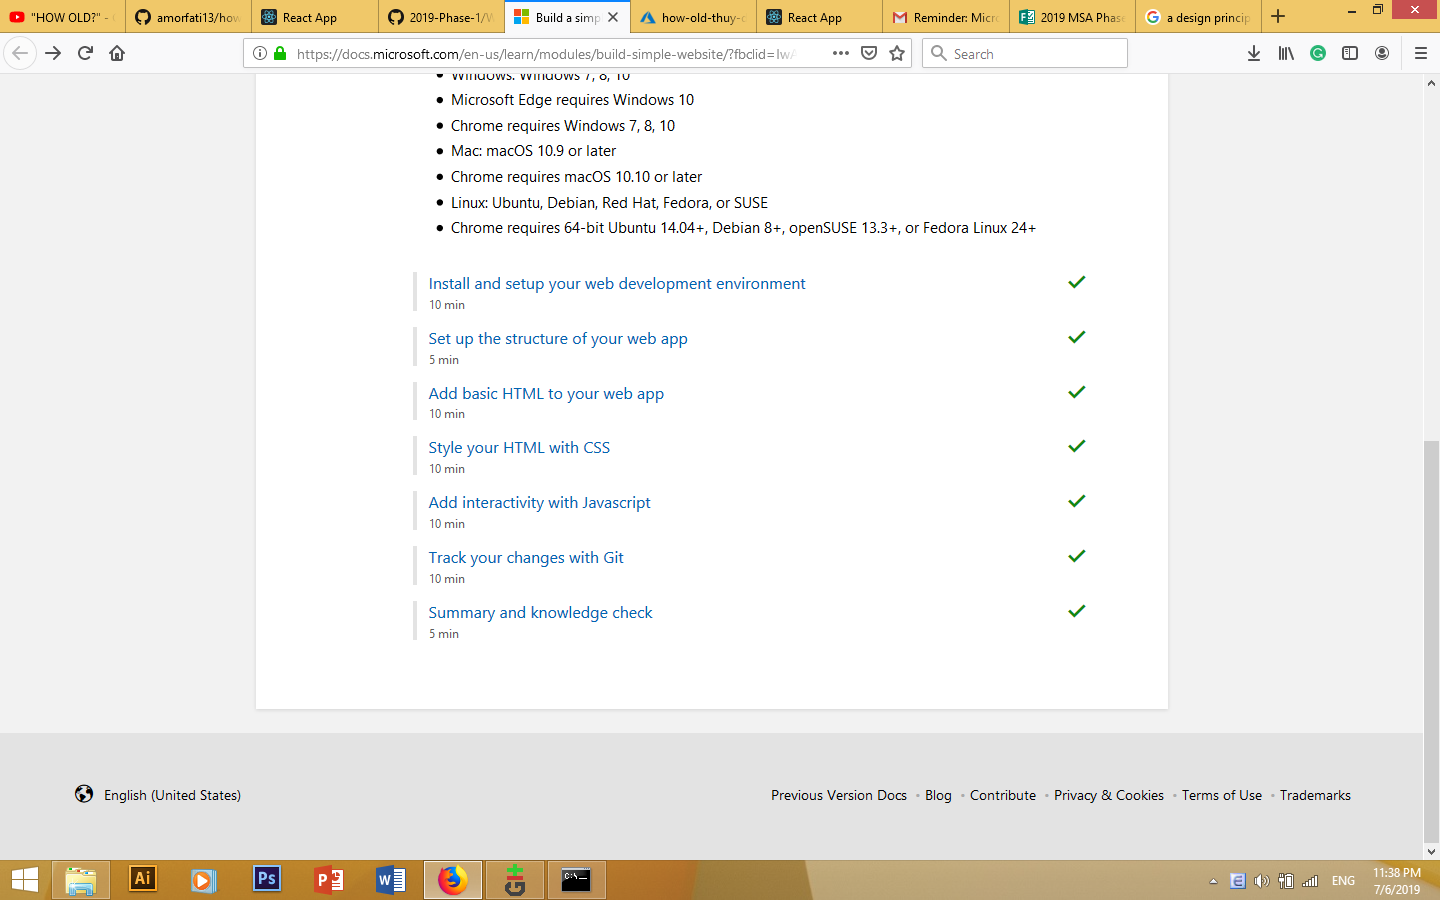 "HOW OLD?" -
amorfati13/how
React App
2019-Phase-1/W
Build a simp
how-old-thuy-c
React App
Reminder: Micr
2019 MSA Phase
a design princip
https://docs.microsoft.com/en-us/learn/modules/build-simple-website/?fbclid=IwA
Search
Windows: Windows 7, 8, 10
Microsoft Edge requires Windows 10
Chrome requires Windows 7, 8, 10
Mac: macOS 10.9 or later
Chrome requires macOS 10.10 or later
Linux: Ubuntu, Debian, Red Hat, Fedora, or SUSE
Chrome requires 64-bit Ubuntu 14.04+, Debian 8+, openSUSE 13.3+, or Fedora Linux 24+
Install and setup your web development environment
10 min
Set up the structure of your web app
5 min
Add basic HTML to your web app
10 min
Style your HTML with CSS
10 min
Add interactivity with Javascript
10 min
Track your changes with Git
10 min
Summary and knowledge check
5 min
English (United States)
Previous Version Docs • Blog • Contribute • Privacy & Cookies • Terms of Use • Trademarks
Ai
Ps
ENG
11:38 PM
7/6/2019